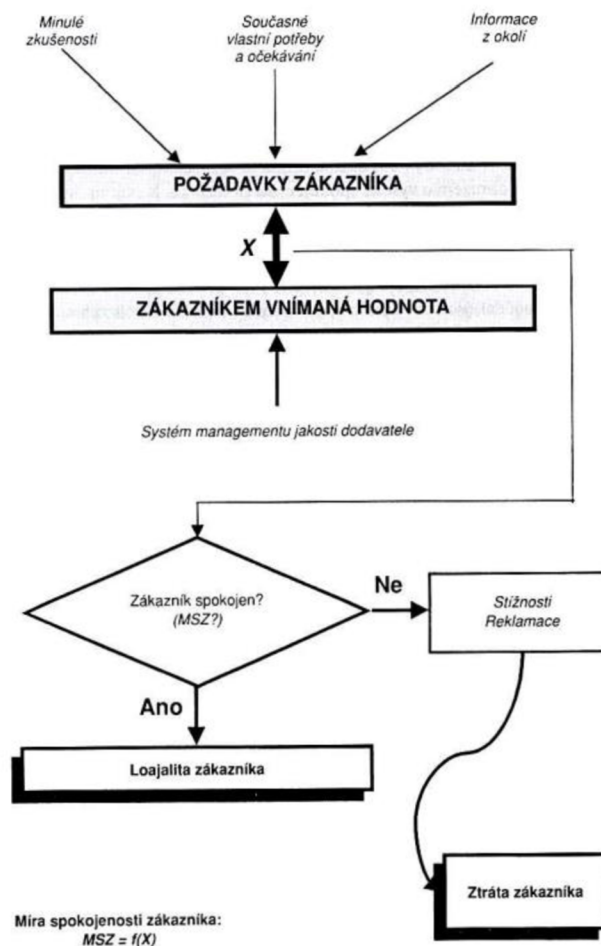 Minulé
zkušenosti
Současné
vlastní potřeby
a očekávání
Informace
z okolí
POŽADAVKY ZÁKAZNÍKA
X
ZÁKAZNÍKEM VNÍMANÁ HODNOTA
Systém managementu jakosti dodavatele
Zákazník spokojen?
(MSZ?)
Ne
Stížnosti
Reklamace
Ano
Loajalita zákazníka
Ztráta zákazníka
Míra spokojenosti zákazníka:
MSZ = f(X)